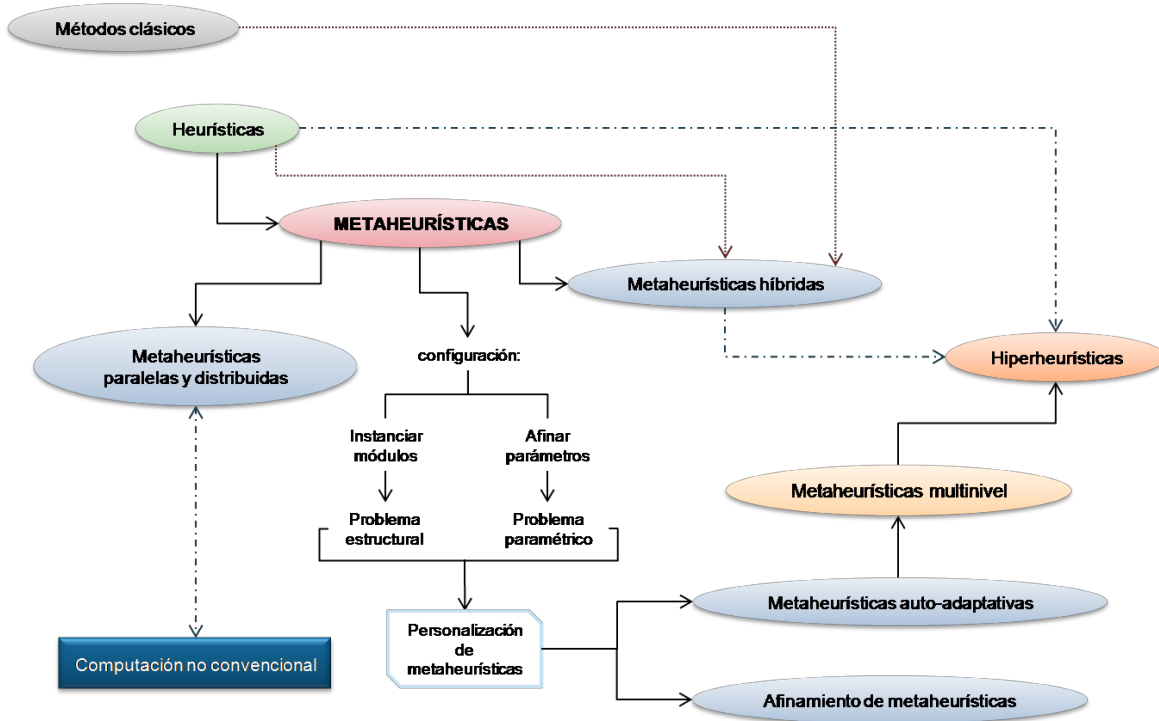 Métodos clásicos
Heurísticas
METAHEURÍSTICAS
Metaheurísticas híbridas
Metaheurísticas
paralelas y distribuidas
configuración:
Hiperheurísticas
Instanciar
módulos
Afinar
parámetros
Metaheurísticas multinivel
Problema
estructural
Problema
paramétrico
Metaheurísticas auto-adaptativas
Personalización
de
metaheurísticas
Computación no convencional
Afinamiento de metaheurísticas